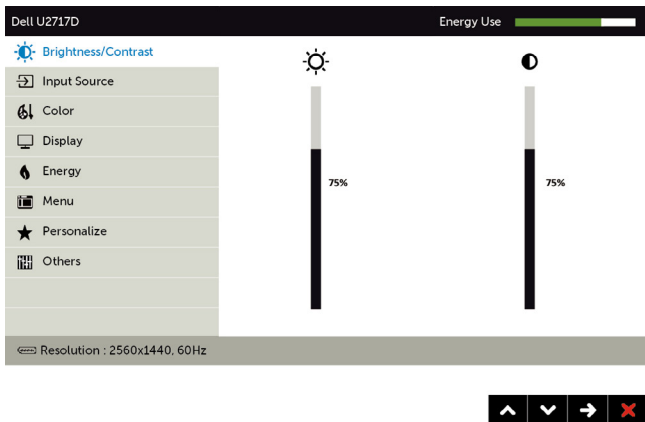 Dell U2717D
Energy Use
Brightness/Contrast
Input Source
Color
Display
Energy
Menu
Personalize
Others
75%
75%
Resolution : 2560x1440, 60Hz